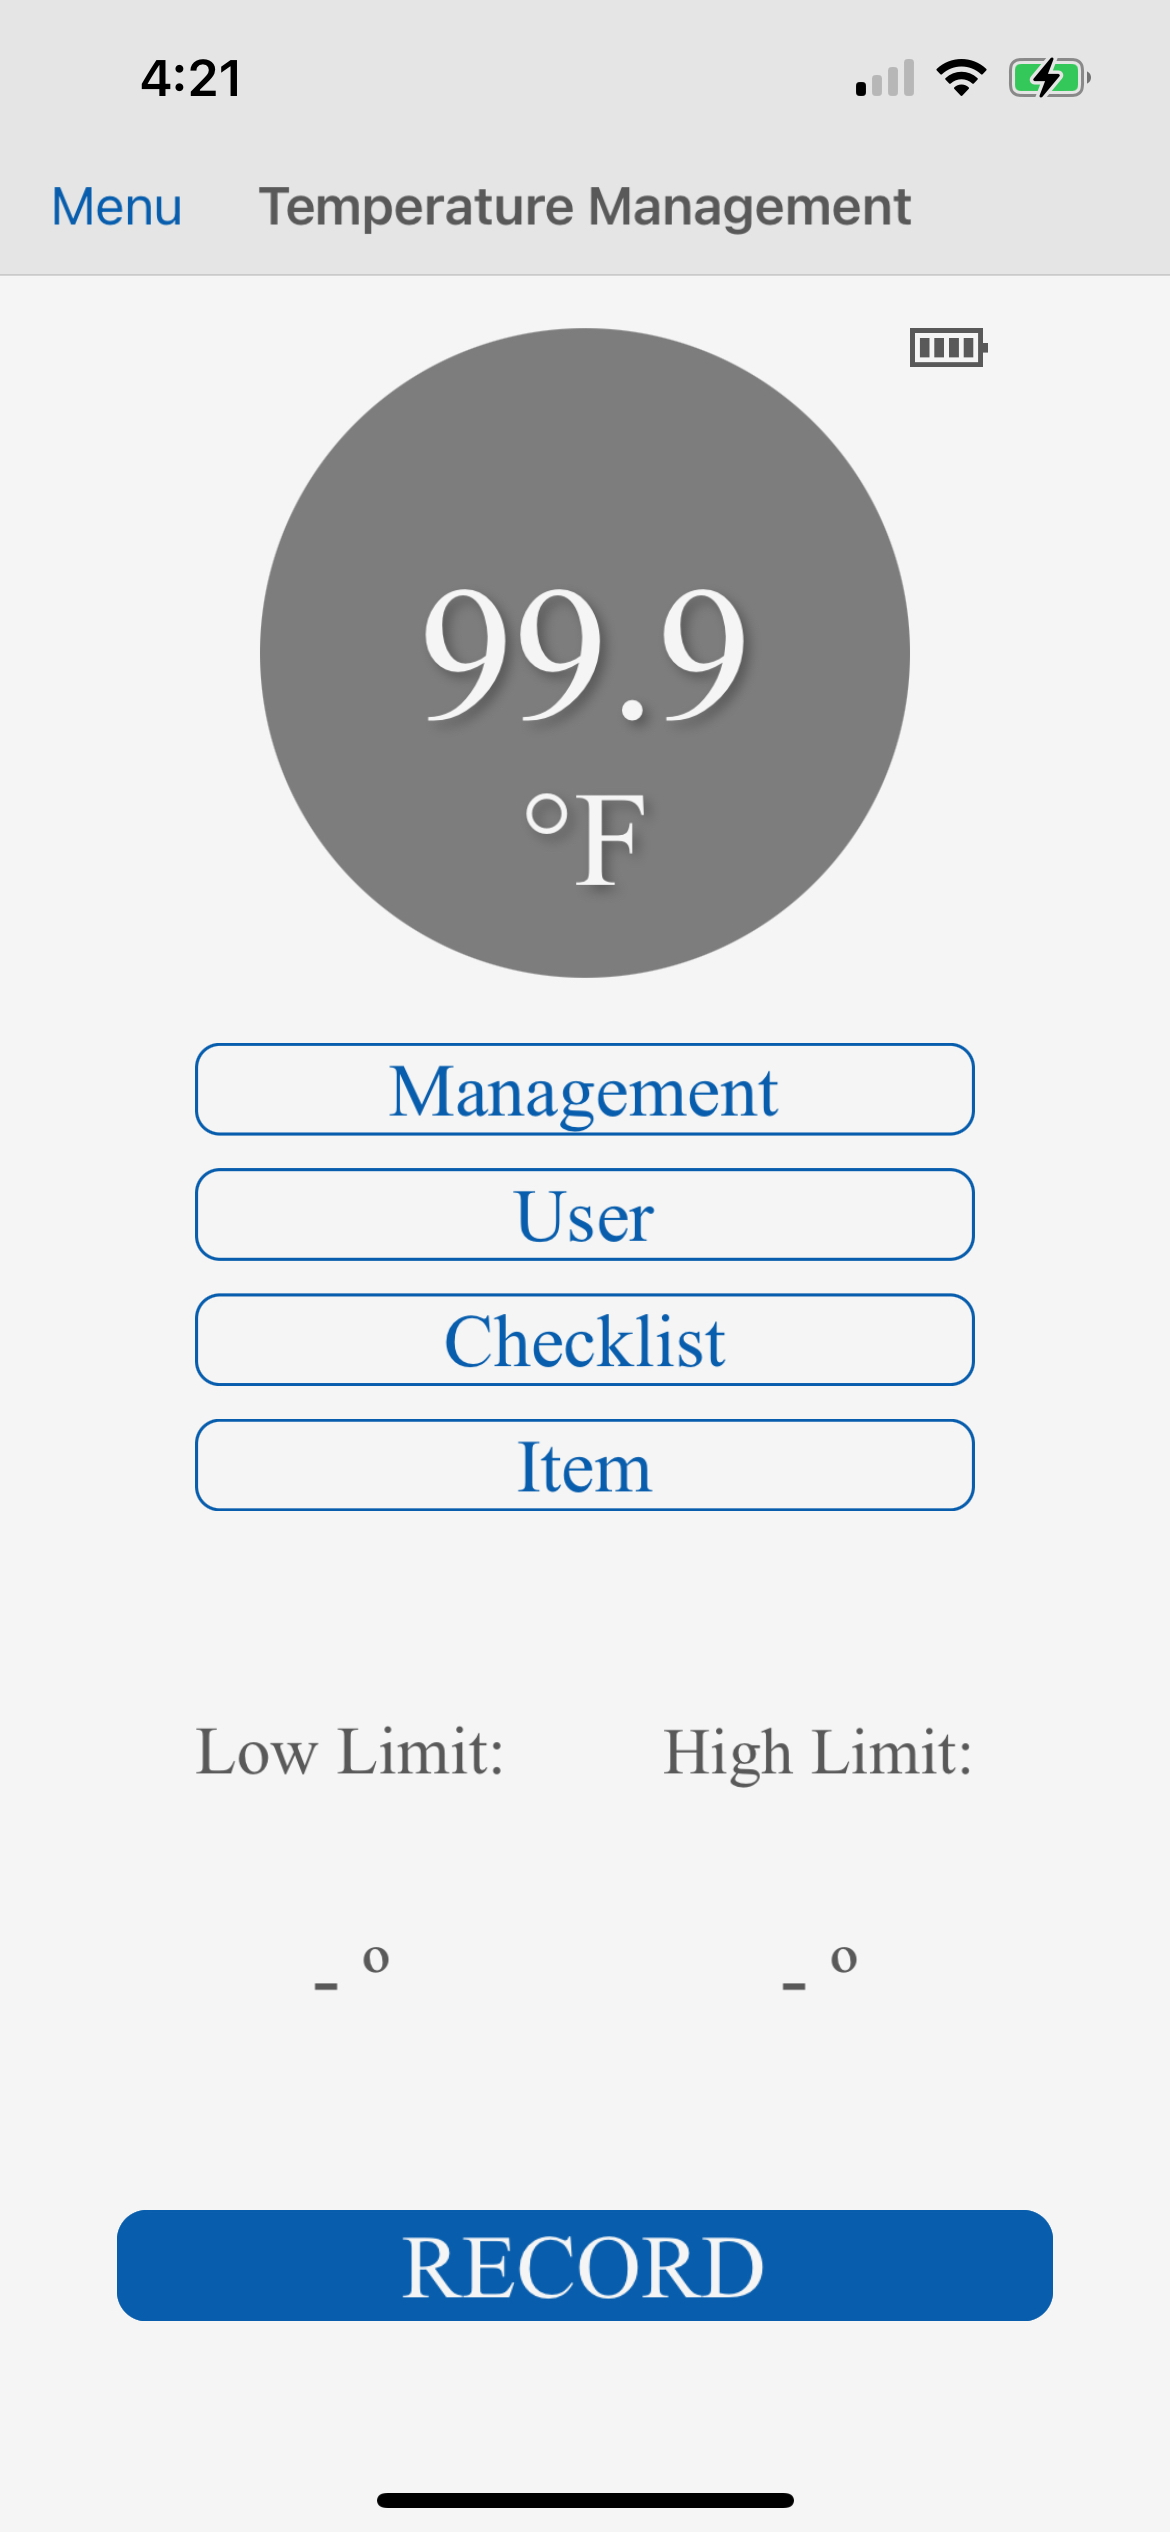 4:21
Menu Temperature Management
99.9
°F
Management
User
Checklist
Item
Low Limit: High Limit:
- º - º
RECORD